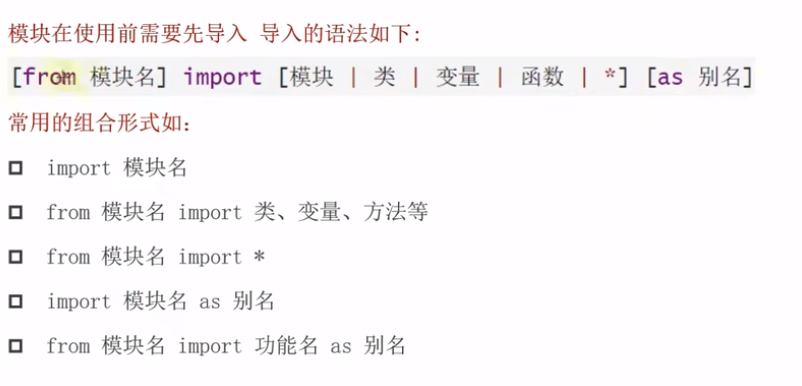 模块在使用前需要先导入 导入的语法如下:
[from 模块名] import [模块 | 类 | 变量 | 函数 | *] [as 别名]
常用的组合形式如:
import 模块名
from 模块名 import 类、变量、方法等
from 模块名 import *
import 模块名 as 别名
from 模块名 import 功能名 as 别名